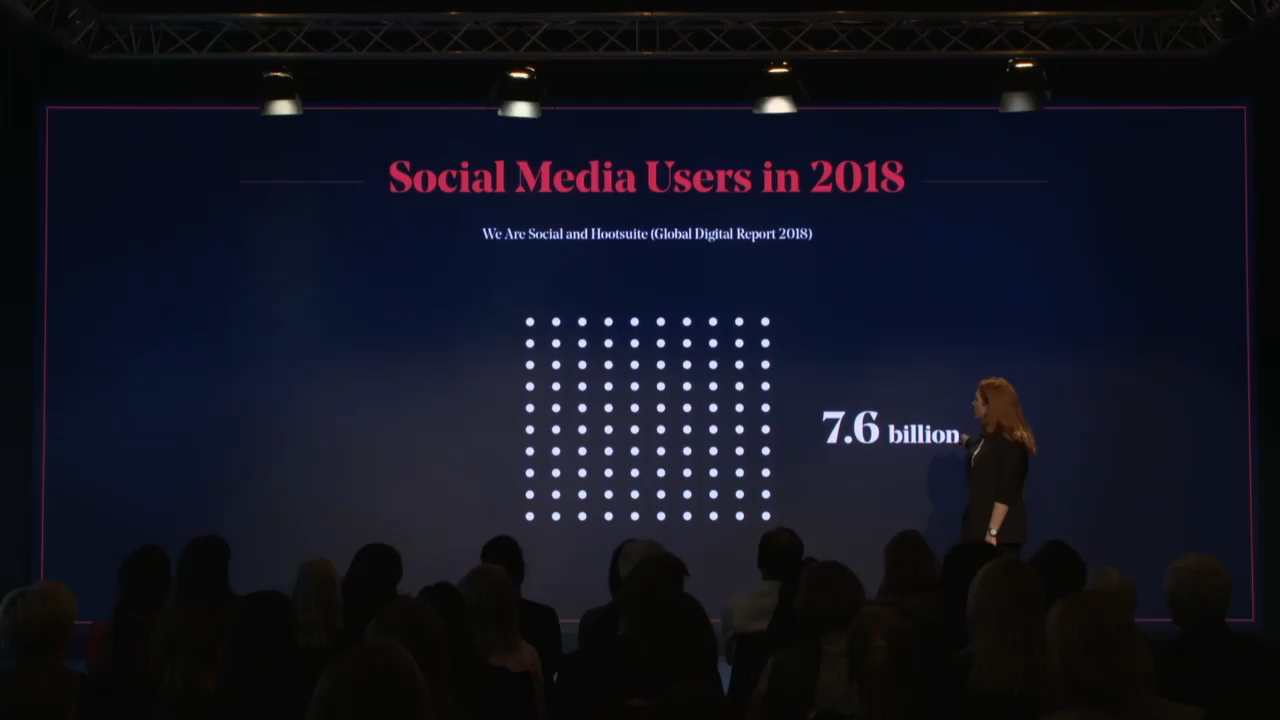 Social Media Users in 2018
We Are Social and Hootsuite (Global Digital Report 2018)
7.6 billion